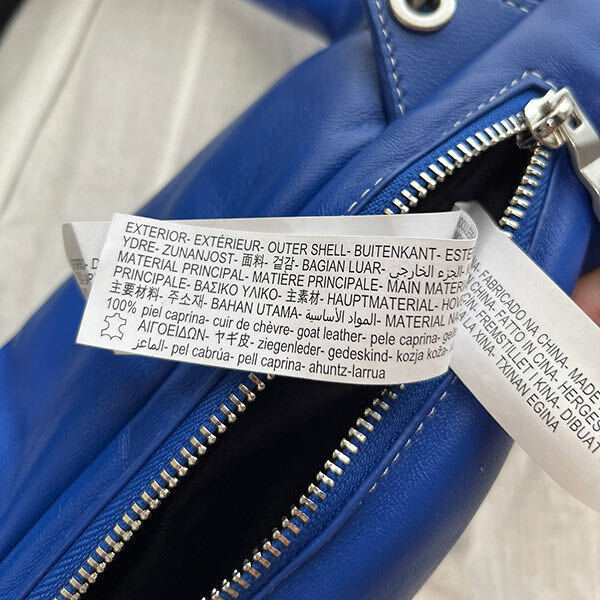 EXTERIOR- EXTÉRIEUR- OUTER SHELL- BUITENKANT- ESTE
YDRE- ZUNANJOST- 面料- 겉감- BAGIAN LUAR- الجزء الخارجي
MATERIAL PRINCIPAL- MATIÈRE PRINCIPALE- MAIN MATERI
PRINCIPALE- ΒΑΣΙΚΟ ΥΛΙΚΟ- 主素材- HAUPTMATERIAL- HOVE
主要材料- 주소재- BAHAN UTAMA- المواد الأساسية- MATERIAL NA
100% piel caprina- cuir de chèvre- goat leather- pele caprina- ge
ΑΙΓΟΕΙΔΩΝ- ヤギ皮- ziegenleder- gedeskind- kozja koža-
الماعز- pel cabrúa- pell caprina- ahuntz-larrua
- FABRICADO NA CHINA- MADE
CHINA- FATTO IN CINA- HERGES
FREMSTILLET KINA, DIBUAT
LA KINA- TXINAN EGINA